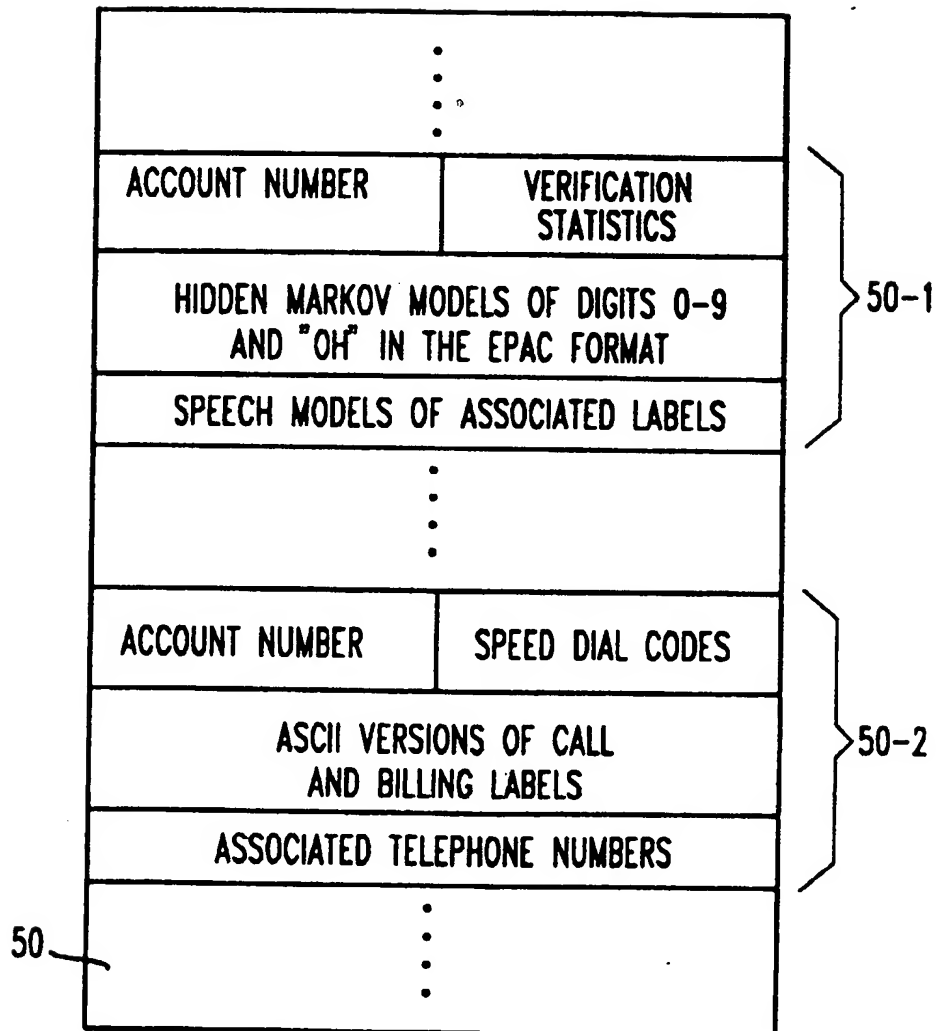 ACCOUNT NUMBER
VERIFICATION
STATISTICS
HIDDEN MARKOV MODELS OF DIGITS 0-9
AND "OH" IN THE EPAC FORMAT
SPEECH MODELS OF ASSOCIATED LABELS
50-1
ACCOUNT NUMBER
SPEED DIAL CODES
ASCII VERSIONS OF CALL
AND BILLING LABELS
ASSOCIATED TELEPHONE NUMBERS
50-2
50